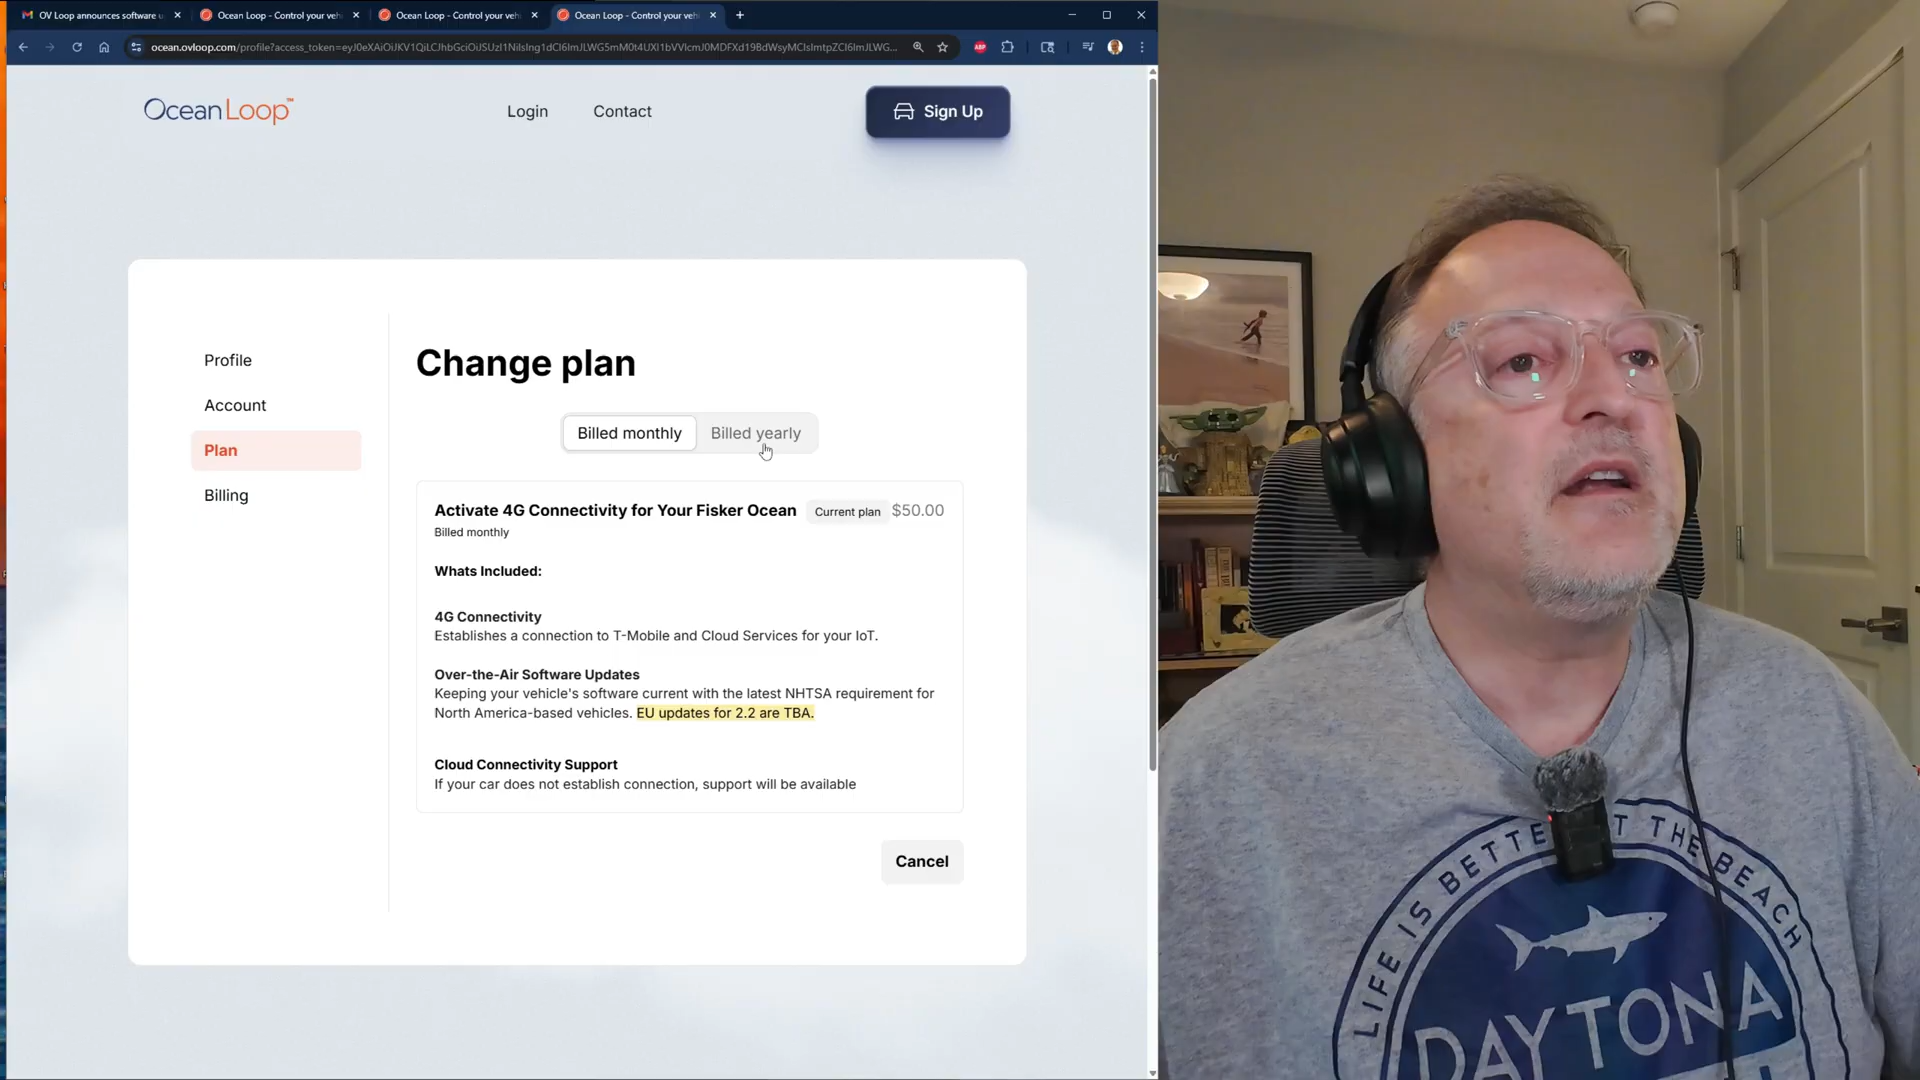 OV Loop announces software u
Ocean Loop - Control your veh
Ocean Loop - Control your veh
Ocean Loop - Control your veh
OceanLoop™
Login
Contact
Sign Up
Profile
Account
Plan
Billing
Change plan
Billed monthly
Billed yearly
Activate 4G Connectivity for Your Fisker Ocean
Current plan
$50.00
Billed monthly
Whats Included:
4G Connectivity
Establishes a connection to T-Mobile and Cloud Services for your IoT.
Over-the-Air Software Updates
Keeping your vehicle's software current with the latest NHTSA requirement for
North America-based vehicles. EU updates for 2.2 are TBA.
Cloud Connectivity Support
If your car does not establish connection, support will be available
Cancel
LIFE IS BETTE T THE BEACH
DAYTONA